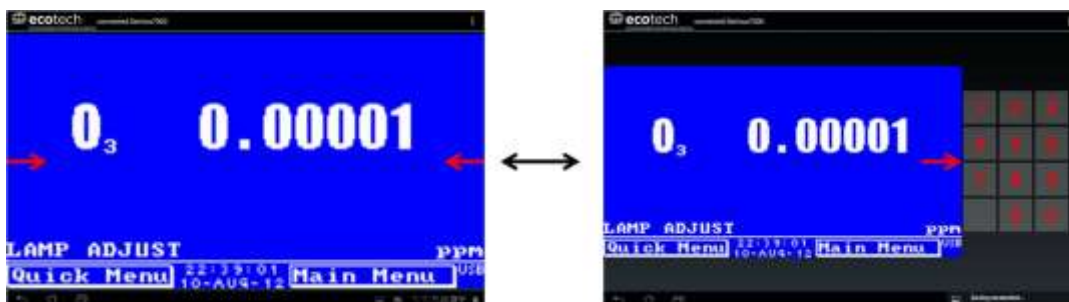 ecotech
O3 0.00001
LAMP ADJUST ppm
Quick Menu 22:39:01 10-AUG-12 Main Menu USB
ecotech
O3 0.00001
LAMP ADJUST ppm
Quick Menu 22:39:01 10-AUG-12 Main Menu USB